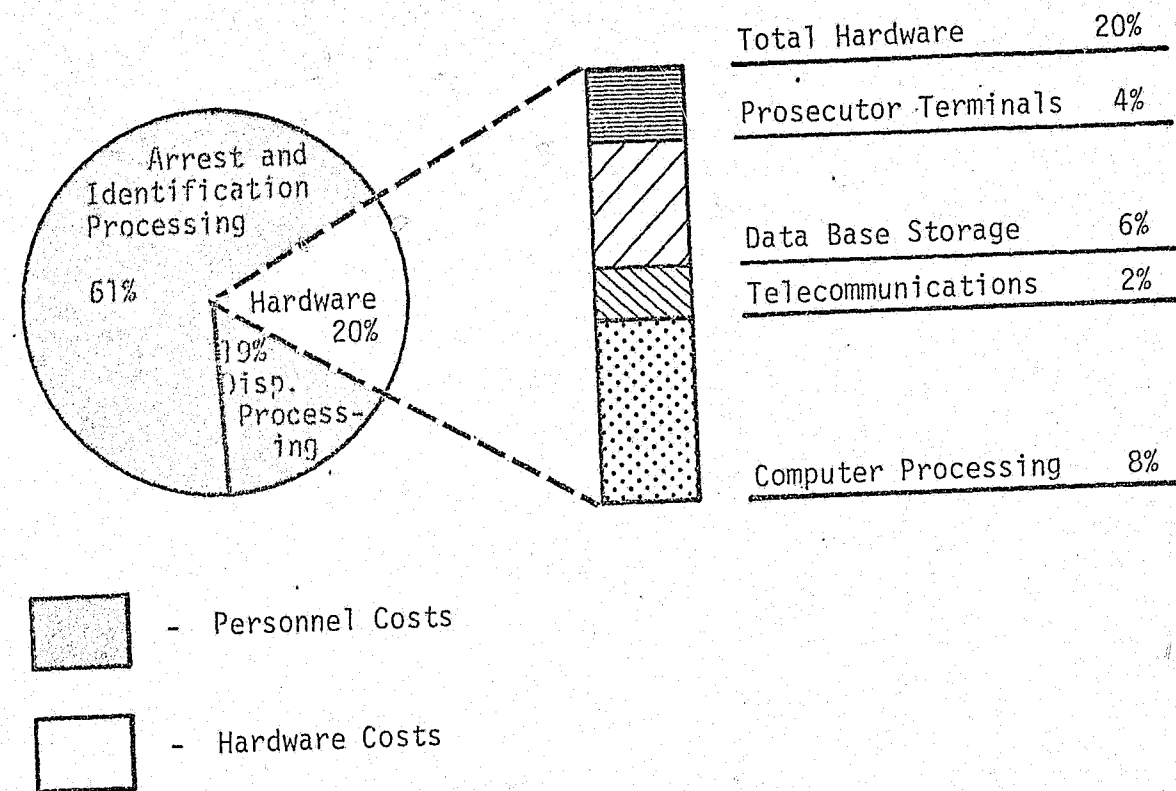 Arrest and
Identification
Processing
61%
Hardware
20%
19%
Disp.
Process-
ing
Total Hardware 20%
Prosecutor Terminals 4%
Data Base Storage 6%
Telecommunications 2%
Computer Processing 8%
- Personnel Costs
- Hardware Costs